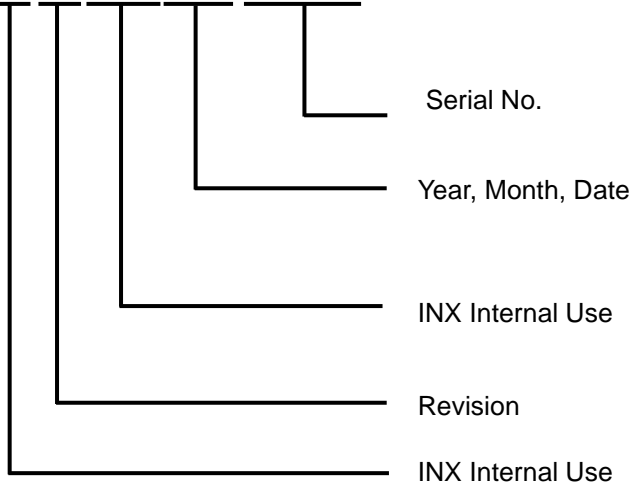 Serial No.
Year, Month, Date
INX Internal Use
Revision
INX Internal Use